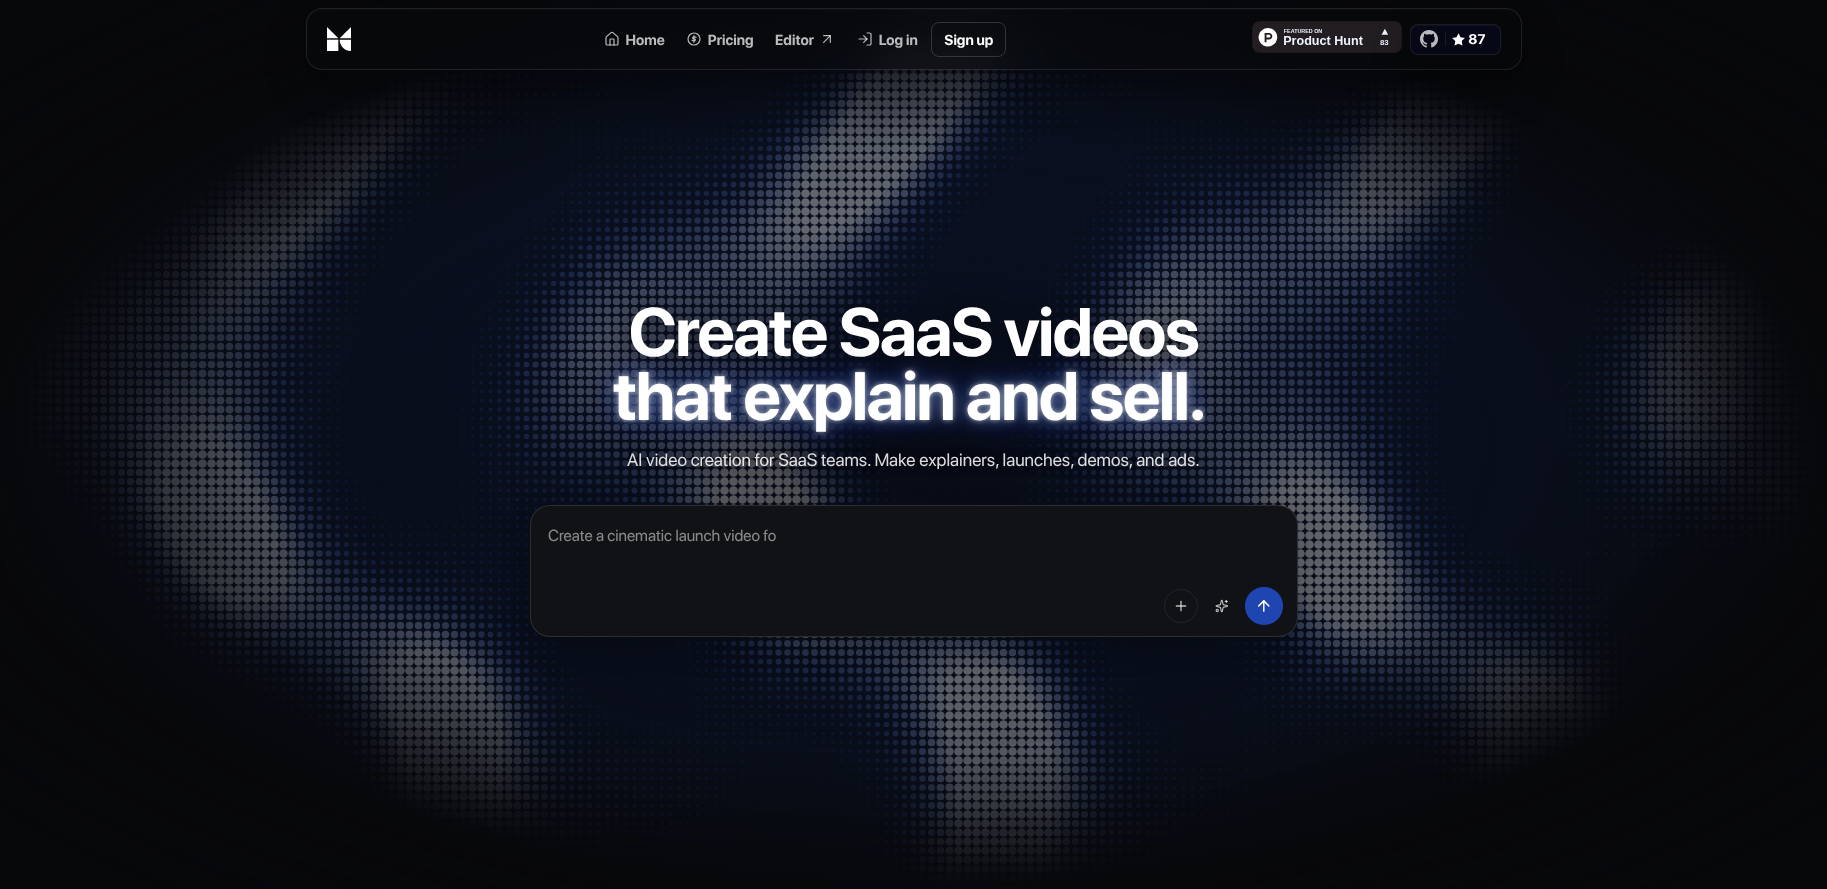 Home
Pricing
Editor
Log in
Sign up
P
FEATURED ON
Product Hunt
83
87
Create SaaS videos
that explain and sell.
AI video creation for SaaS teams. Make explainers, launches, demos, and ads.
Create a cinematic launch video fo